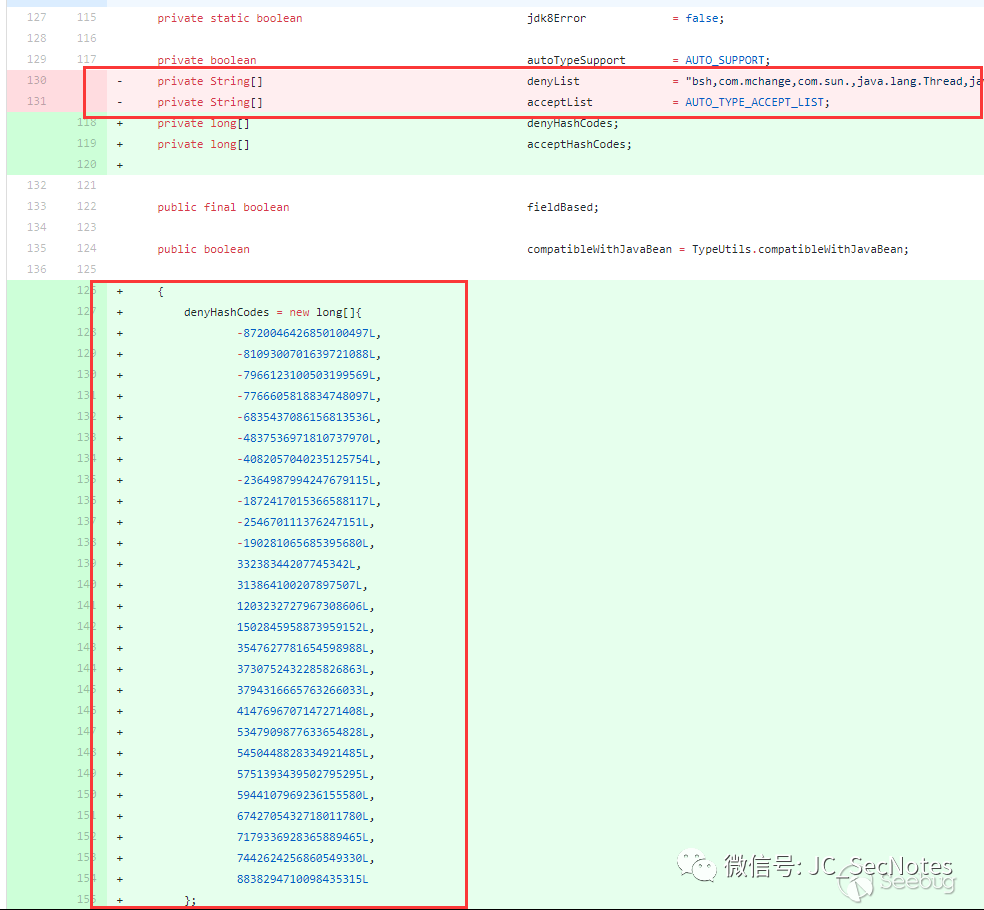 127 115 private static boolean jdk8Error = false;
128 116
129 117 private boolean autoTypeSupport = AUTO_SUPPORT;
130 - private String[] denyList = "bsh,com.mchange,com.sun.,java.lang.Thread,ja
131 - private String[] acceptList = AUTO_TYPE_ACCEPT_LIST;
118 + private long[] denyHashCodes;
119 + private long[] acceptHashCodes;
120 +
132 121
133 122 public final boolean fieldBased;
134 123
135 124 public boolean compatibleWithJavaBean = TypeUtils.compatibleWithJavaBean;
136 125
126 + {
127 + denyHashCodes = new long[]{
128 + -8720046426850100497L,
129 + -8109300701639721088L,
130 + -7966123100503199569L,
131 + -7766605818834748097L,
132 + -6835437086156813536L,
133 + -4837536971810737970L,
134 + -4082057040235125754L,
135 + -2364987994247679115L,
136 + -1872417015366588117L,
137 + -254670111376247151L,
138 + -190281065685395680L,
139 + 33238344207745342L,
140 + 313864100207897507L,
141 + 1203232727967308606L,
142 + 1502845958873959152L,
143 + 3547627781654598988L,
144 + 3730752432285826863L,
145 + 3794316665763266033L,
146 + 4147696707147271408L,
147 + 5347909877633654828L,
148 + 5450448828334921485L,
149 + 5751393439502795295L,
150 + 5944107969236155580L,
151 + 6742705432718011780L,
152 + 7179336928365889465L,
153 + 7442624256860549330L,
154 + 8838294710098435315L
155 + };
微信号: JC_SecNotes
Seebug